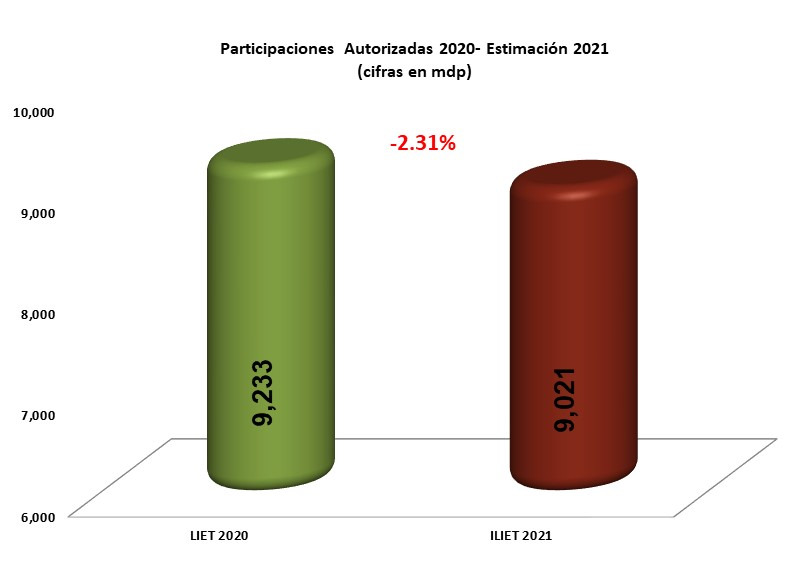 Participaciones Autorizadas 2020- Estimación 2021
(cifras en mdp)
10,000
-2.31%
9,000
8,000
9,233
9,021
7,000
6,000
LIET 2020
ILIET 2021